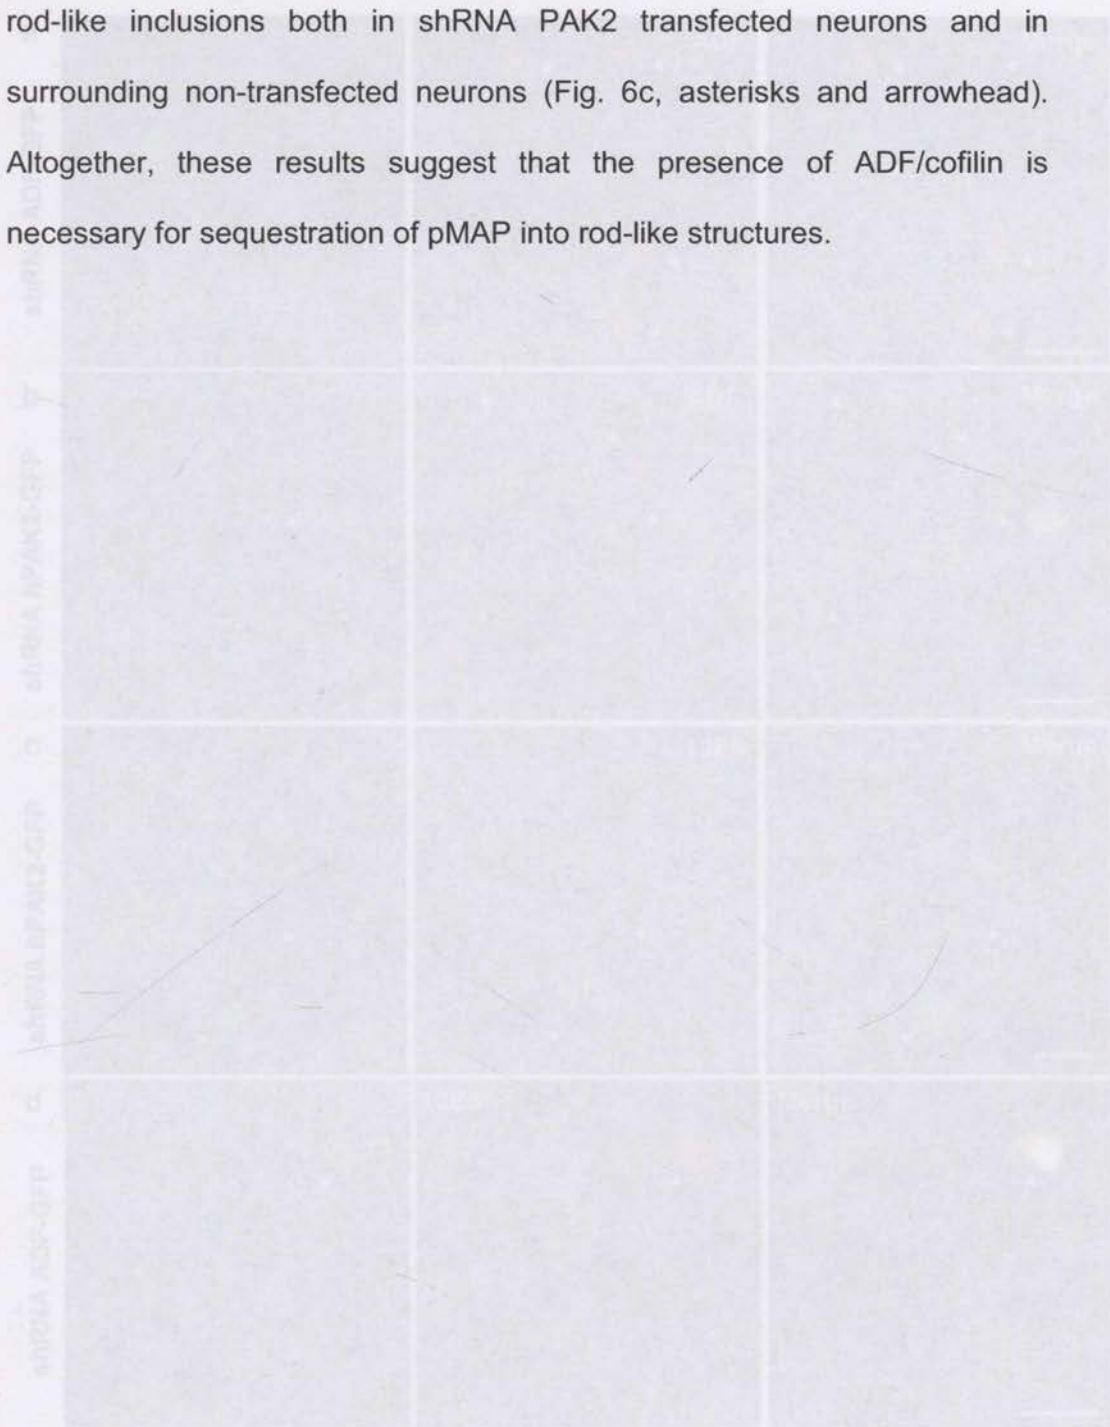 rod-like inclusions both in shRNA PAK2 transfected neurons and in
surrounding non-transfected neurons (Fig. 6c, asterisks and arrowhead).
Altogether, these results suggest that the presence of ADF/cofilin is
necessary for sequestration of pMAP into rod-like structures.